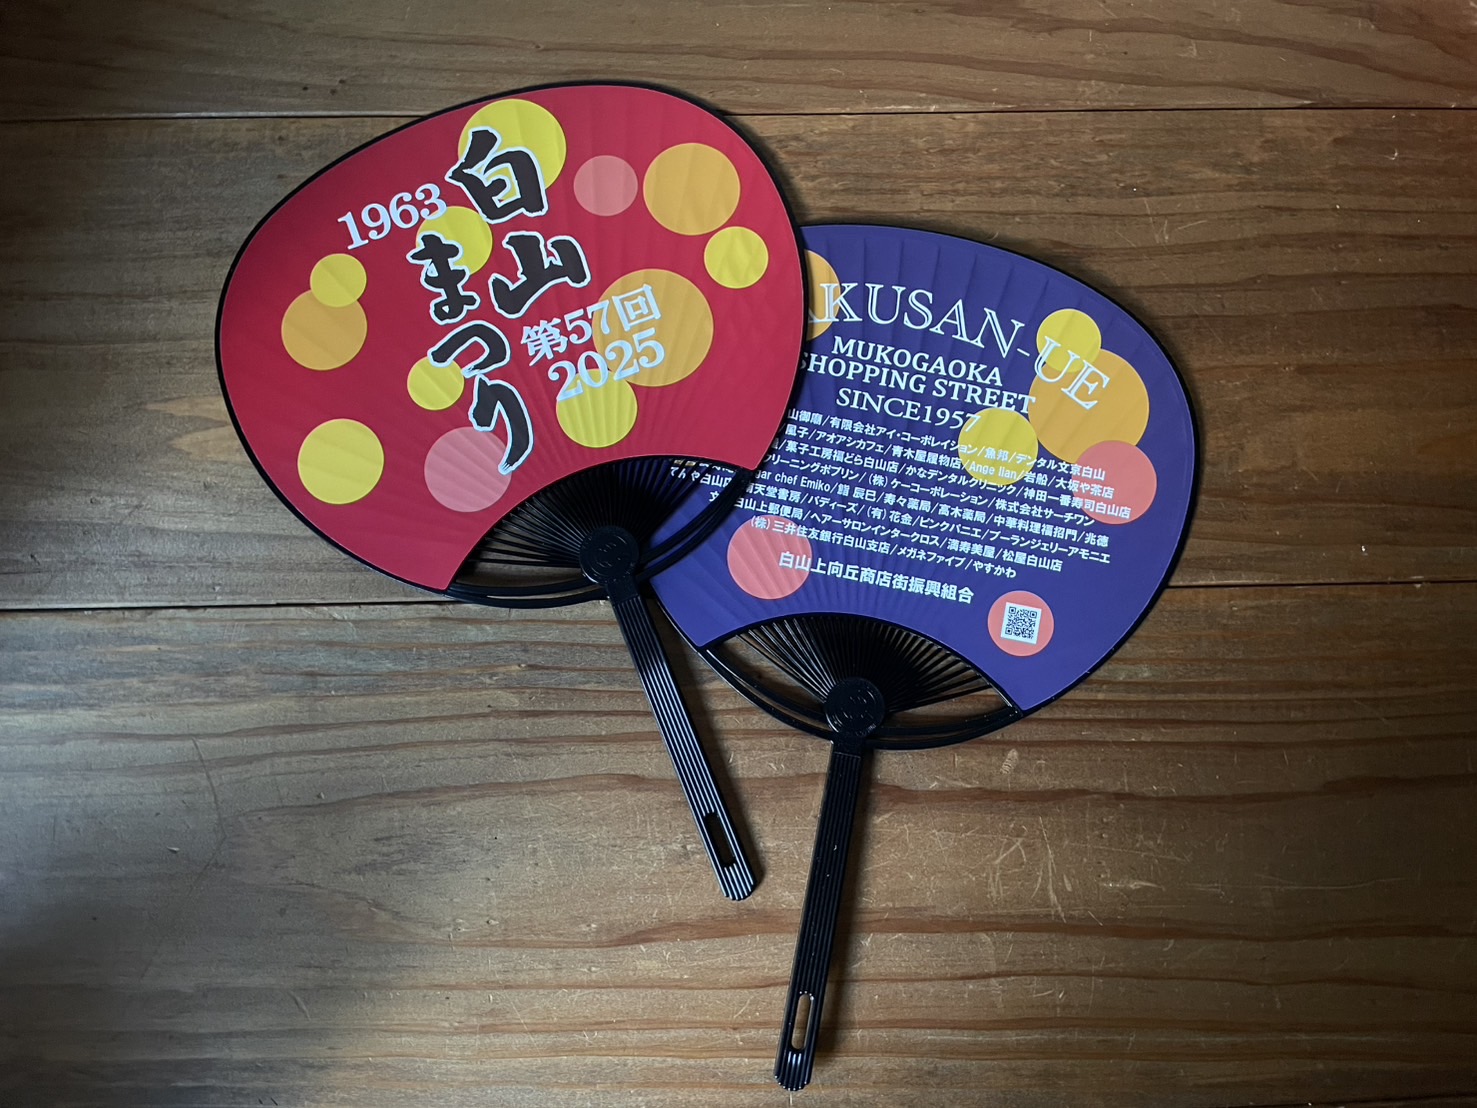 1963
白山
まつり
第57回
2025
KUSAN-UE
MUKOGAOKA
SHOPPING STREET
SINCE1957
山御廟/有限会社アイ・コーポレイション/魚邦/デンタル文京白山
風子/アオアシカフェ/青木屋履物店/Ange lian/岩船/大坂や茶店
菓子工房福どら白山店/かなデンタルクリニック/神田一番寿司白山店
クリーニングポプリン/(株)ケーコーポレーション/株式会社サーチワン
てんや白山店 gar chef Emiko/鮨 辰巳/寿々薬局/高木薬局/中華料理福招門/兆徳
文 天堂書房/バディーズ/(有)花金/ピンクバニエ/ブーランジェリーアモニエ
白山上郵便局/ヘアーサロンインタークロス/満寿美屋/松屋白山店
(株)三井住友銀行白山支店/メガネファイブ/やすかわ
白山上向丘商店街振興組合